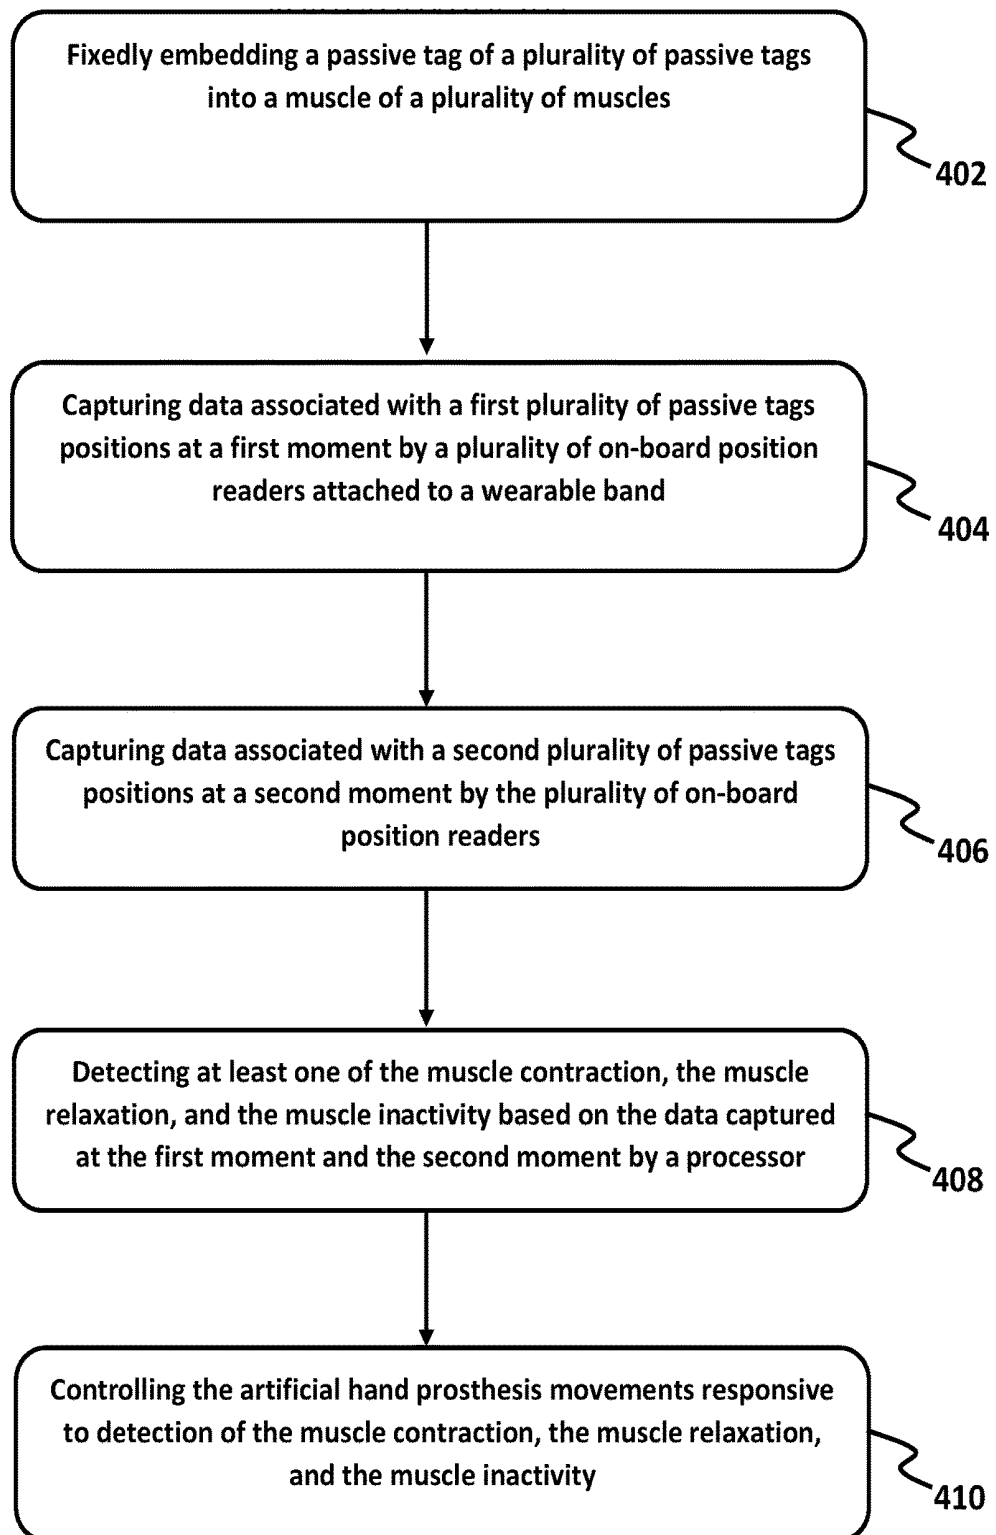 Fixedly embedding a passive tag of a plurality of passive tags
into a muscle of a plurality of muscles
402
Capturing data associated with a first plurality of passive tags
positions at a first moment by a plurality of on-board position
readers attached to a wearable band
404
Capturing data associated with a second plurality of passive tags
positions at a second moment by the plurality of on-board
position readers
406
Detecting at least one of the muscle contraction, the muscle
relaxation, and the muscle inactivity based on the data captured
at the first moment and the second moment by a processor
408
Controlling the artificial hand prosthesis movements responsive
to detection of the muscle contraction, the muscle relaxation,
and the muscle inactivity
410